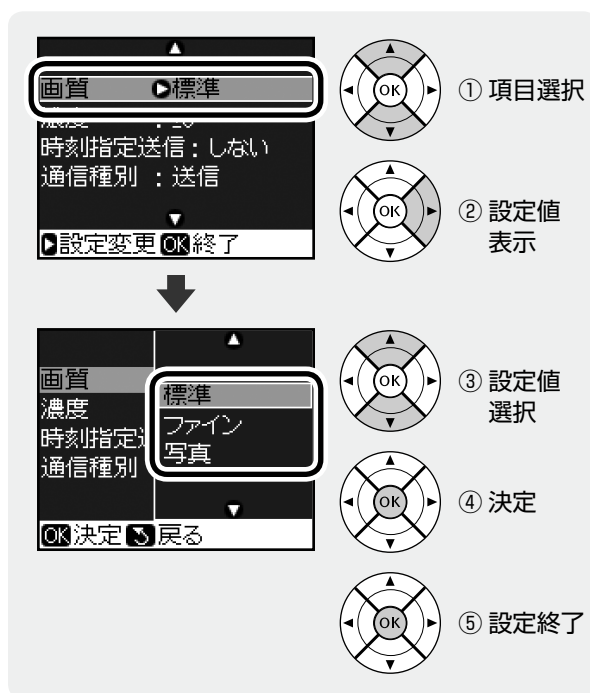 画質 標準
時刻指定送信：しない
通信種別 ：送信
設定変更 OK 終了
OK
① 項目選択
OK
② 設定値
表示
画質
濃度
時刻指定
通信種別
標準
ファイン
写真
OK 決定 戻る
OK
③ 設定値
選択
OK
④ 決定
OK
⑤ 設定終了